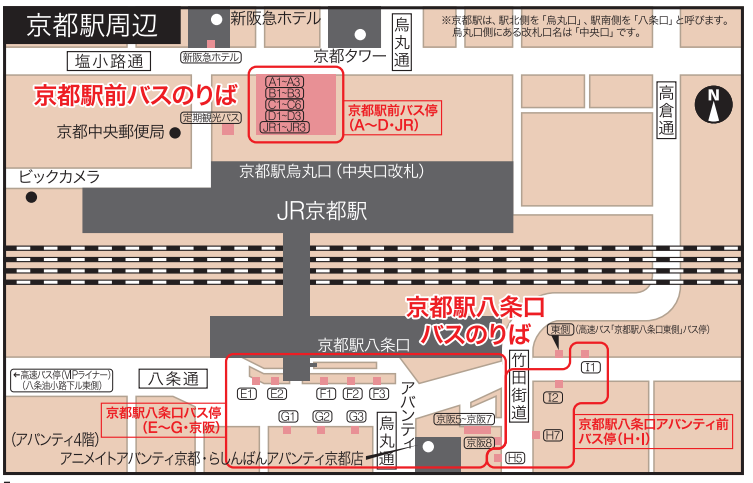 京都駅周辺
新阪急ホテル
烏丸通
※京都駅は、駅北側を「烏丸口」、駅南側を「八条口」と呼びます。
烏丸口側にある改札口名は「中央口」です。
塩小路通
新阪急ホテル
京都タワー
京都駅前バスのりば
A1~A3
B1~B3
C1~C6
D1~D3
JR1~JR3
京都駅前バス停
(A~D・JR)
高倉通
N
定期観光バス
京都中央郵便局
ビックカメラ
京都駅烏丸口(中央口改札)
JR京都駅
京都駅八条口
バスのりば
京都駅八条口
東側
(高速バス「京都駅八条口東側」バス停)
竹田街道
I1
←高速バス停(VIPライナー)
(八条油小路下ル東側)
八条通
E1
E2
F1
F2
F3
アバンティ
I2
京都駅八条口バス停
(E~G・京阪)
G1
G2
G3
烏丸通
京阪5~京阪7
京阪8
H7
京都駅八条口アバンティ前
バス停(H・I)
(アバンティ4階)
アニメイトアバンティ京都・らしんばんアバンティ京都店
H5